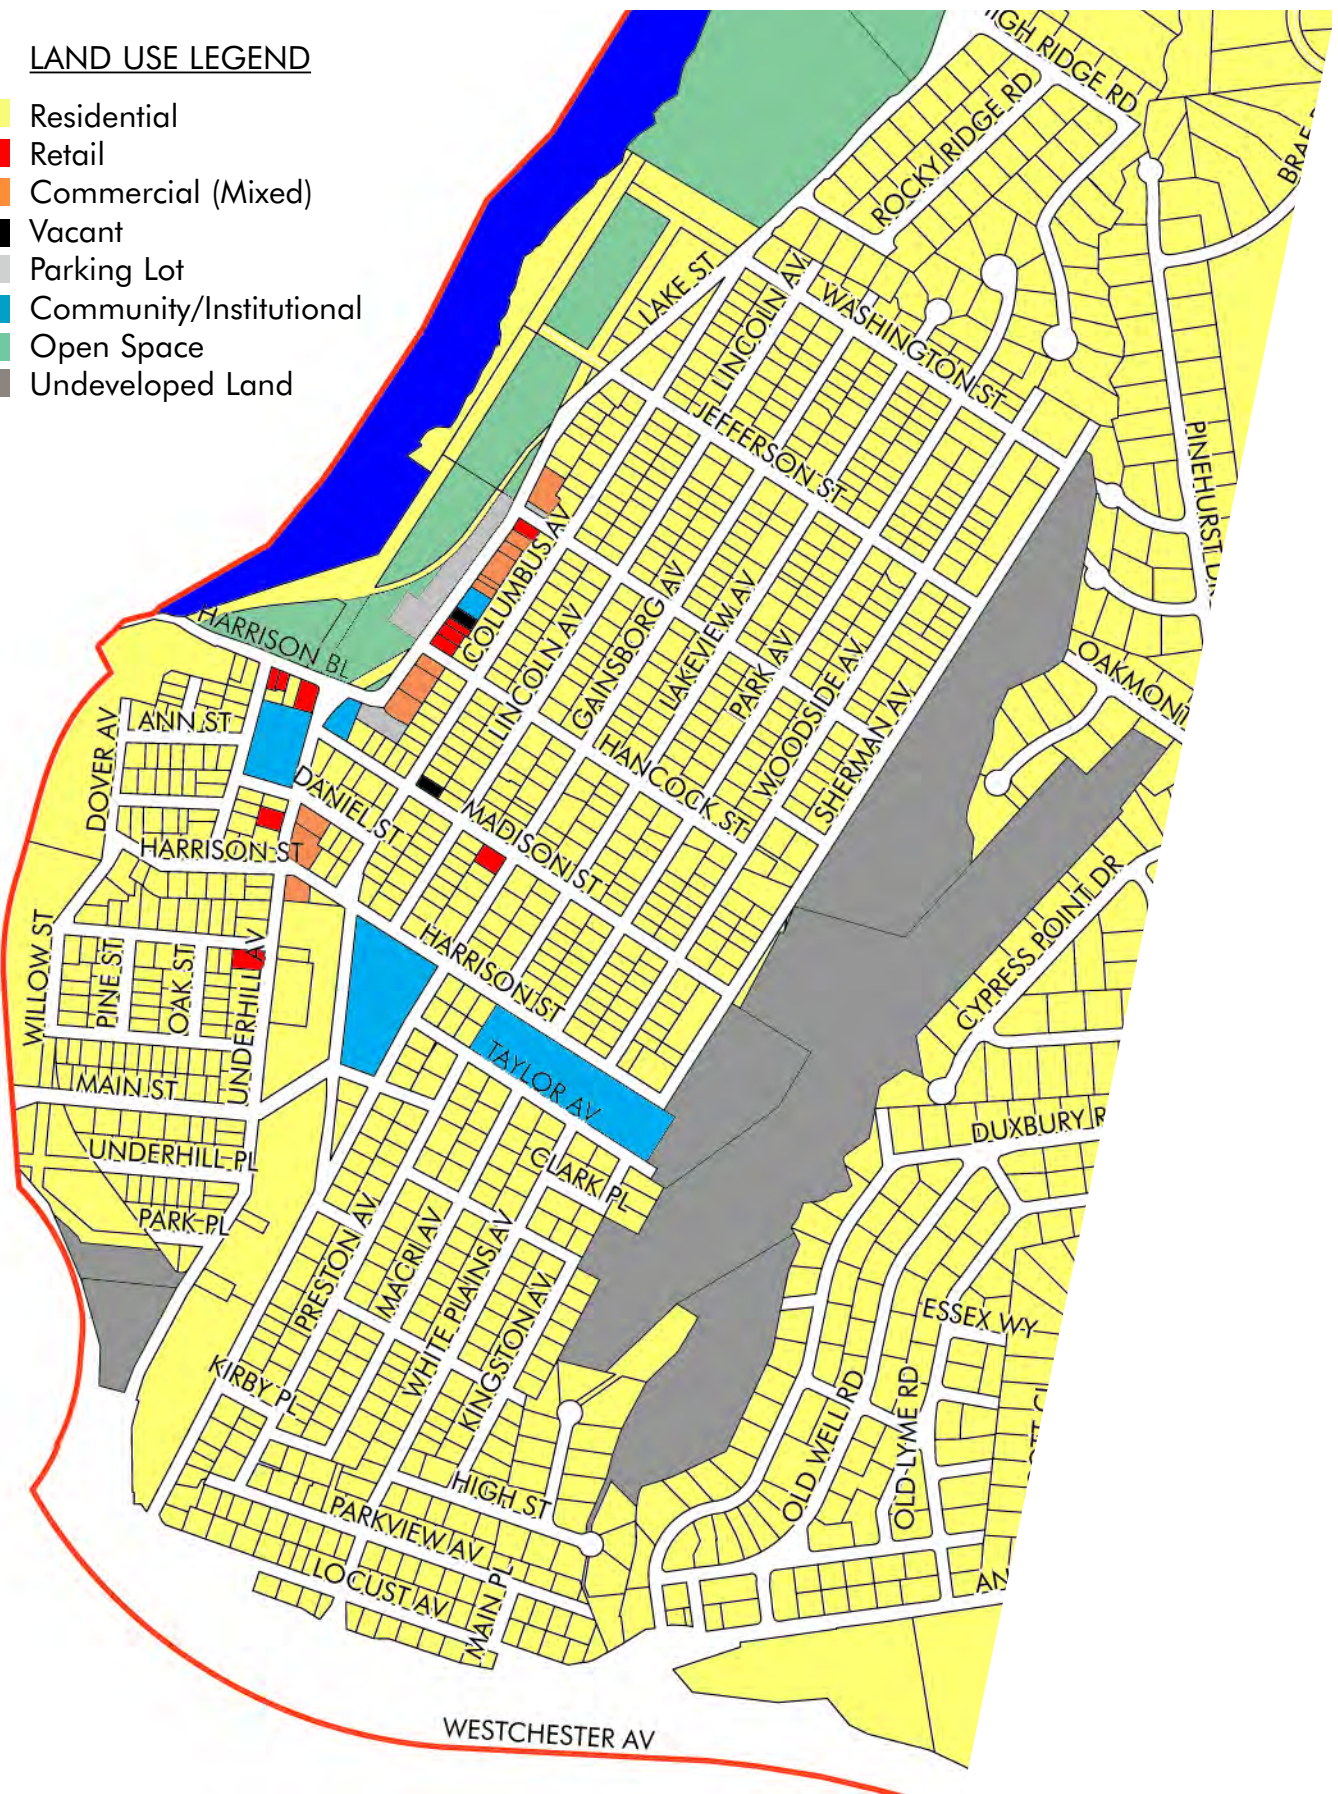 LAND USE LEGEND
Residential
Retail
Commercial (Mixed)
Vacant
Parking Lot
Community/Institutional
Open Space
Undeveloped Land
IGH RIDGE RD
ROCKY RIDGE RD
LAKE ST
LINCOLN AV
WASHINGTON ST
JEFFERSON ST
PINEHURST D
COLUMBUS AV
HARRISON BL
LINCOLN AV
GAINSBORG AV
LAKEVIEW AV
PARK AV
WOODSIDE AV
SHERMAN AV
OAKMONT
ANN ST
DOVER AV
DANIEL ST
MADISON ST
HANCOCK ST
HARRISON ST
HARRISON ST
WILLOW ST
PINE ST
OAK ST
UNDERHILL AV
CYPRESS POINT DR
TAYLOR AV
MAIN ST
UNDERHILL PL
PARK PL
CLARK PL
DUXBURY R
PRESTON AV
MACRI AV
WHITE PLAINS AV
KINGSTON AV
ESSEX WY
KIRBY PL
OLD WELL RD
OLD LYME RD
HIGH ST
PARKVIEW AV
LOCUST AV
MAIN PL
AN
WESTCHESTER AV